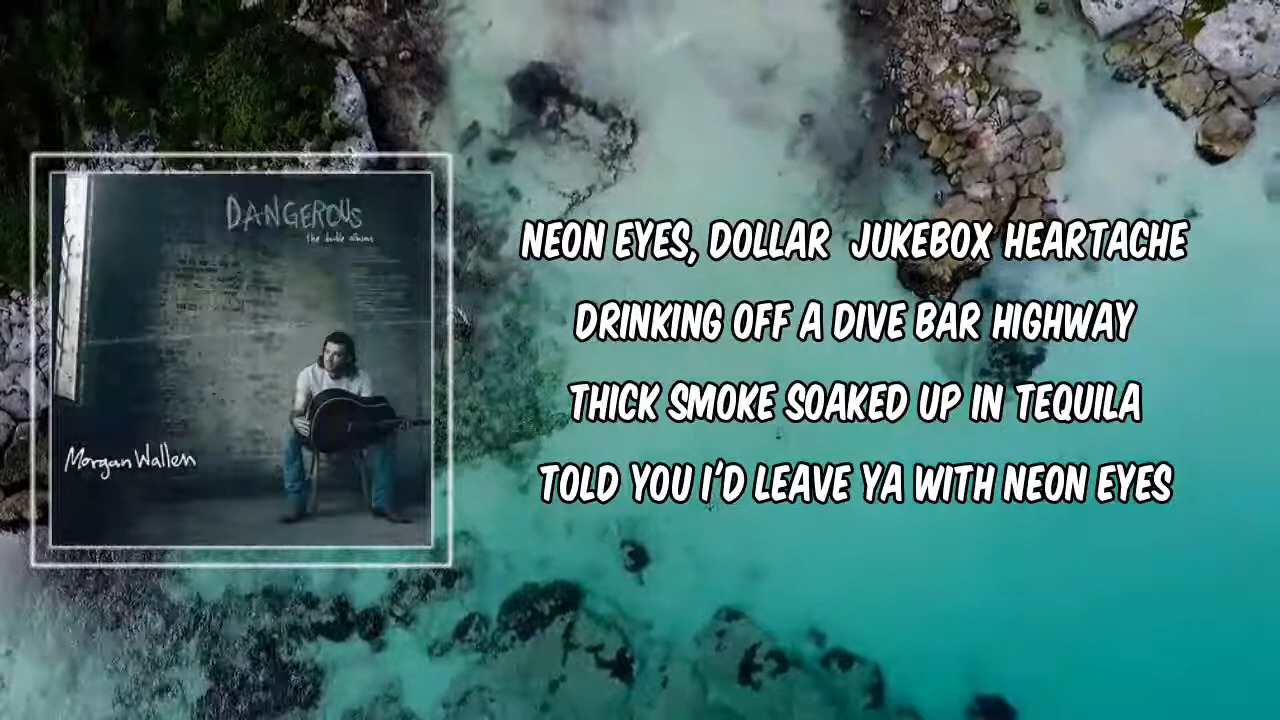 DANGEROUS
the double album
Morgan Wallen
NEON EYES, DOLLAR  JUKEBOX HEARTACHE
DRINKING OFF A DIVE BAR HIGHWAY
THICK SMOKE SOAKED UP IN TEQUILA
TOLD YOU I'D LEAVE YA WITH NEON EYES